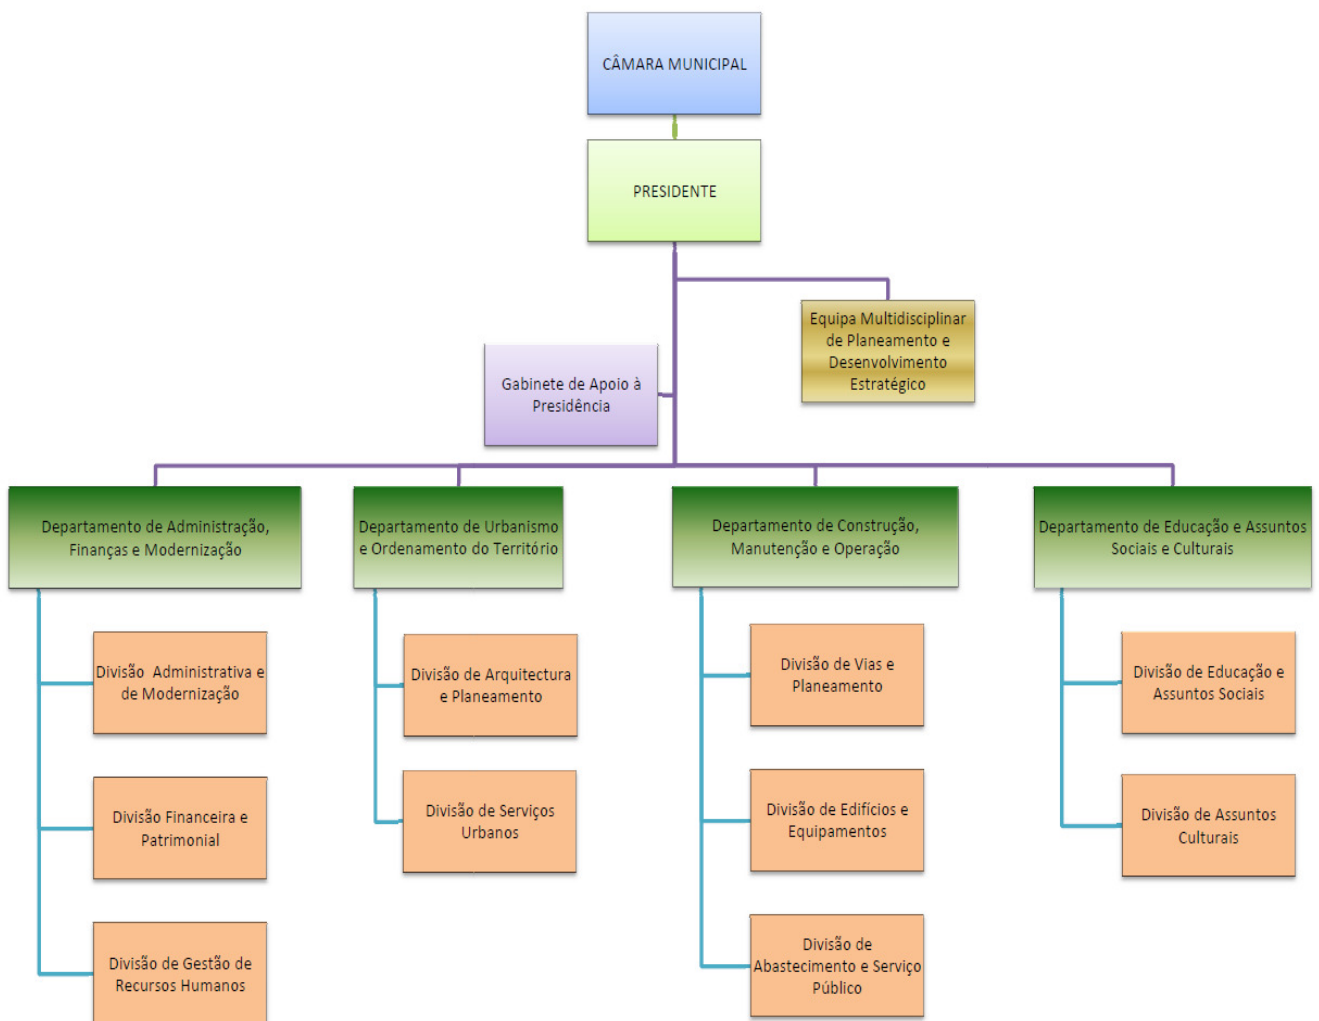 CÂMARA MUNICIPAL
PRESIDENTE
Equipa Multidisciplinar
de Planeamento e
Desenvolvimento
Estratégico
Gabinete de Apoio à
Presidência
Departamento de Administração,
Finanças e Modernização
Departamento de Urbanismo
e Ordenamento do Território
Departamento de Construção,
Manutenção e Operação
Departamento de Educação e Assuntos
Sociais e Culturais
Divisão Administrativa e
de Modernização
Divisão Financeira e
Patrimonial
Divisão de Gestão de
Recursos Humanos
Divisão de Arquitectura
e Planeamento
Divisão de Serviços
Urbanos
Divisão de Vias e
Planeamento
Divisão de Edifícios e
Equipamentos
Divisão de
Abastecimento e Serviço
Público
Divisão de Educação e
Assuntos Sociais
Divisão de Assuntos
Culturais